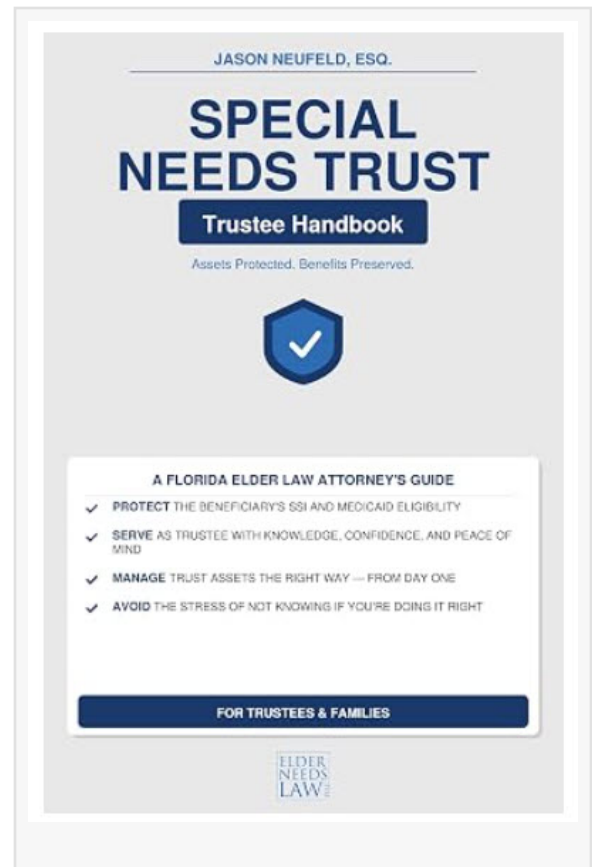 JASON NEUFELD, ESQ.
SPECIAL
NEEDS TRUST
Trustee Handbook
Assets Protected. Benefits Preserved.
A FLORIDA ELDER LAW ATTORNEY'S GUIDE
PROTECT THE BENEFICIARY'S SSI AND MEDICAID ELIGIBILITY
SERVE AS TRUSTEE WITH KNOWLEDGE, CONFIDENCE, AND PEACE OF
MIND
MANAGE TRUST ASSETS THE RIGHT WAY — FROM DAY ONE
AVOID THE STRESS OF NOT KNOWING IF YOU'RE DOING IT RIGHT
FOR TRUSTEES & FAMILIES
ELDER
NEEDS
LAW